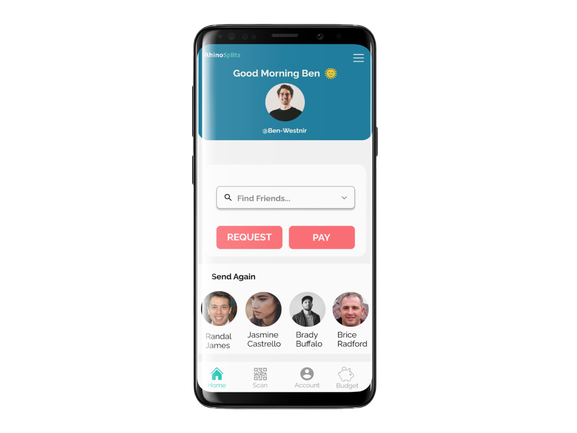 RhinoSplits
Good Morning Ben
@Ben-Westnir
Find Friends...
REQUEST
PAY
Send Again
Randal
James
Jasmine
Castrello
Brady
Buffalo
Brice
Radford
Home
Scan
Account
Budget